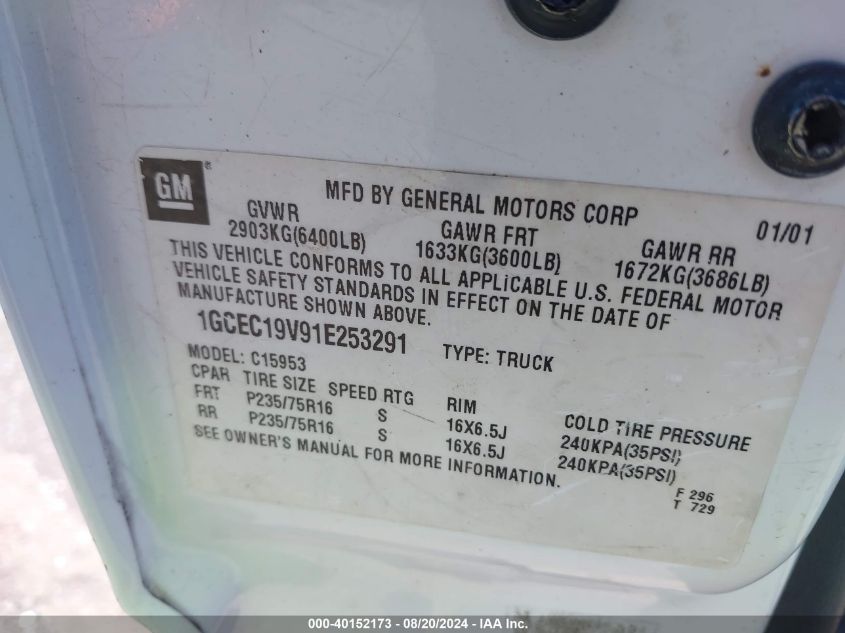 GM ®
MFD BY GENERAL MOTORS CORP 01/01
GVWR GAWR FRT GAWR RR
2903KG(6400LB) 1633KG(3600LB) 1672KG(3686LB)
THIS VEHICLE CONFORMS TO ALL APPLICABLE U.S. FEDERAL MOTOR
VEHICLE SAFETY STANDARDS IN EFFECT ON THE DATE OF
MANUFACTURE SHOWN ABOVE.
1GCEC19V91E253291 TYPE: TRUCK
MODEL: C15953
CPAR TIRE SIZE SPEED RTG RIM COLD TIRE PRESSURE
FRT P235/75R16 S 16X6.5J 240KPA(35PSI)
RR P235/75R16 S 16X6.5J 240KPA(35PSI)
SEE OWNER'S MANUAL FOR MORE INFORMATION.
F 296
T 729
000-40152173 | 08/20/2024 - IAA Inc.